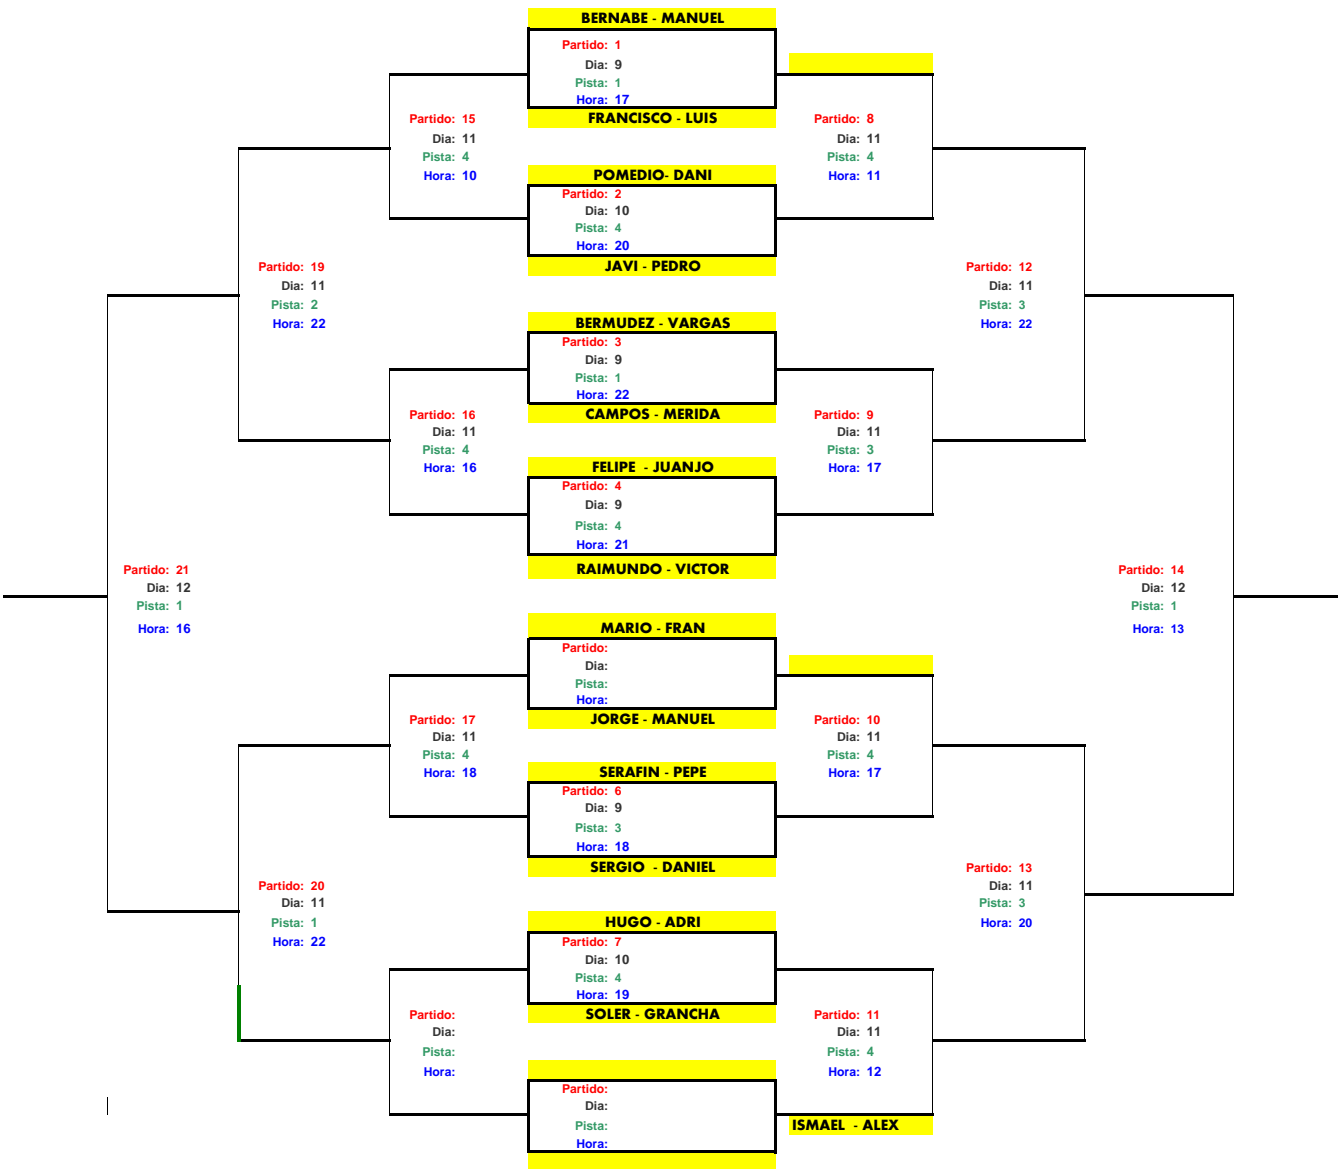 BERNABE - MANUEL
Partido: 1
Dia: 9
Pista: 1
Hora: 17
FRANCISCO - LUIS
Partido: 15
Dia: 11
Pista: 4
Hora: 10
Partido: 8
Dia: 11
Pista: 4
Hora: 11
POMEDIO- DANI
Partido: 2
Dia: 10
Pista: 4
Hora: 20
JAVI - PEDRO
Partido: 19
Dia: 11
Pista: 2
Hora: 22
Partido: 12
Dia: 11
Pista: 3
Hora: 22
BERMUDEZ - VARGAS
Partido: 3
Dia: 9
Pista: 1
Hora: 22
CAMPOS - MERIDA
Partido: 16
Dia: 11
Pista: 4
Hora: 16
Partido: 9
Dia: 11
Pista: 3
Hora: 17
FELIPE - JUANJO
Partido: 4
Dia: 9
Pista: 4
Hora: 21
RAIMUNDO - VICTOR
Partido: 21
Dia: 12
Pista: 1
Hora: 16
Partido: 14
Dia: 12
Pista: 1
Hora: 13
MARIO - FRAN
Partido:
Dia:
Pista:
Hora:
JORGE - MANUEL
Partido: 17
Dia: 11
Pista: 4
Hora: 18
Partido: 10
Dia: 11
Pista: 4
Hora: 17
SERAFIN - PEPE
Partido: 6
Dia: 9
Pista: 3
Hora: 18
SERGIO - DANIEL
Partido: 20
Dia: 11
Pista: 1
Hora: 22
Partido: 13
Dia: 11
Pista: 3
Hora: 20
HUGO - ADRI
Partido: 7
Dia: 10
Pista: 4
Hora: 19
SOLER - GRANCHA
Partido:
Dia:
Pista:
Hora:
Partido: 11
Dia: 11
Pista: 4
Hora: 12
Partido:
Dia:
Pista:
Hora:
ISMAEL - ALEX